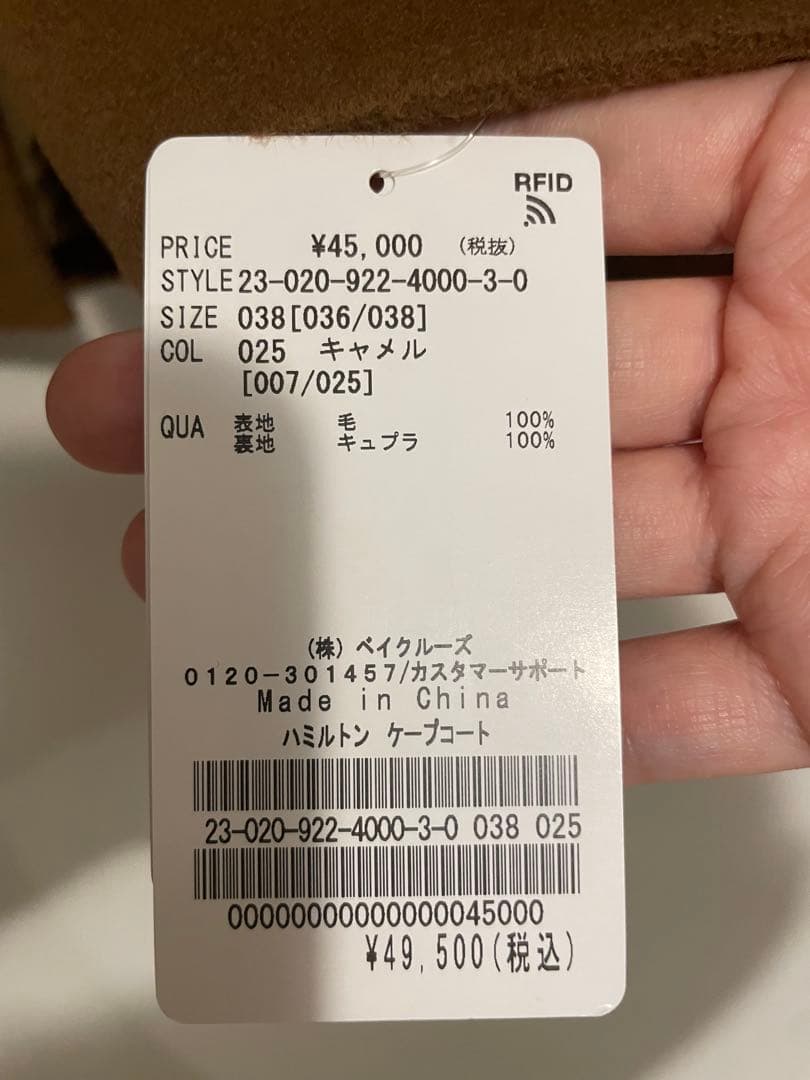 RFID
PRICE ¥45,000 (税抜)
STYLE 23-020-922-4000-3-0
SIZE 038[036/038]
COL 025 キャメル
[007/025]
QUA 表地 毛 100%
裏地 キュプラ 100%
(株) ベイクルーズ
0120-301457/カスタマーサポート
Made in China
ハミルトン ケープコート
23-020-922-4000-3-0 038 025
00000000000000045000
¥49,500(税込)